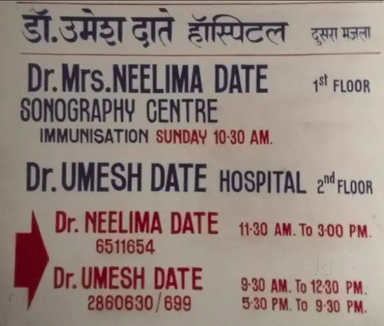 डॉ.उमेश दाते हॉस्पिटल दुसरा मजला
Dr.Mrs.NEELIMA DATE 1st FLOOR
SONOGRAPHY CENTRE
IMMUNISATION SUNDAY 10·30 AM.
Dr. UMESH DATE HOSPITAL 2nd FLOOR
Dr. NEELIMA DATE 11·30 AM. To 3·00 PM.
6511654
Dr. UMESH DATE 9·30 AM. To 12·30 PM.
2860630/699 5·30 PM. To 9·30 PM.